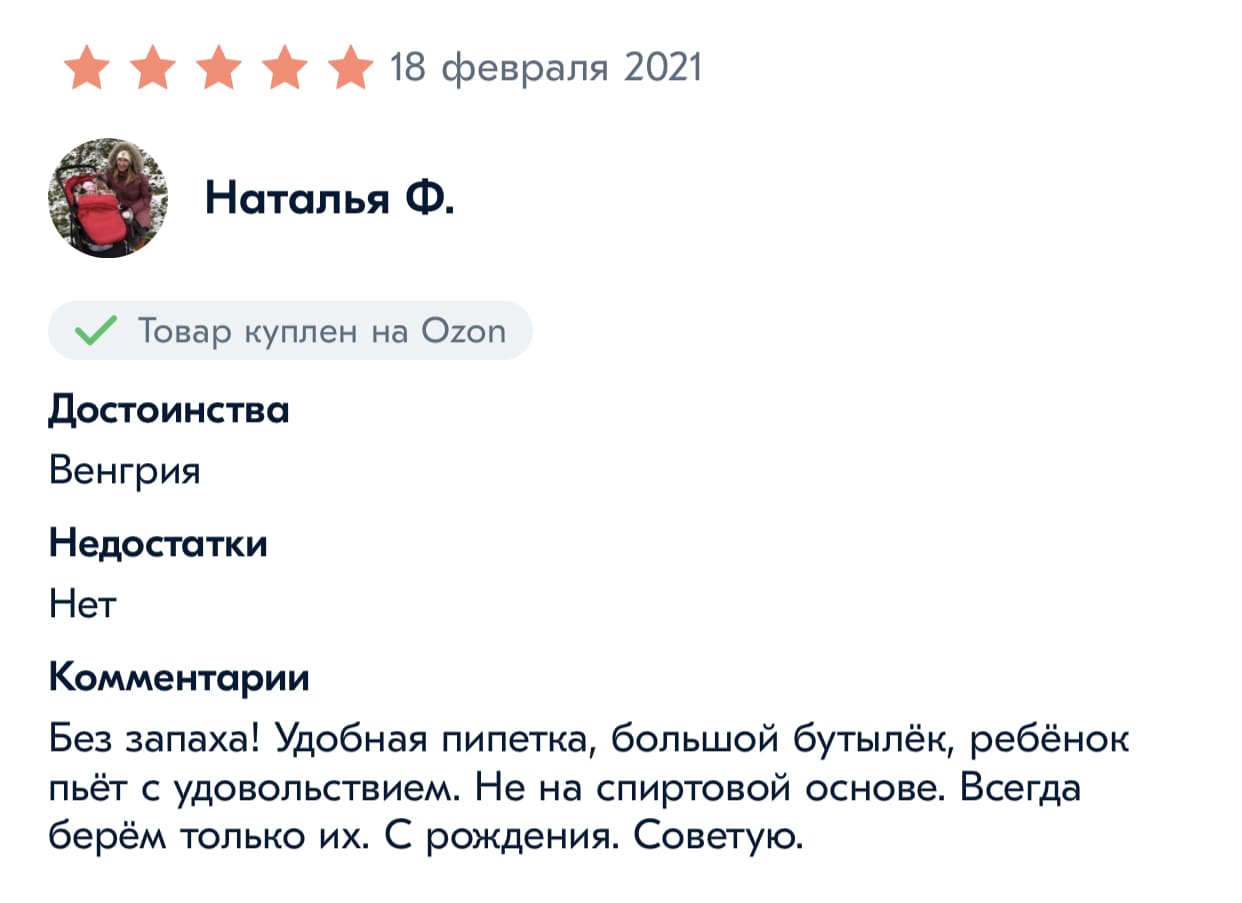 18 февраля 2021
Наталья Ф.
Товар куплен на Ozon
Достоинства
Венгрия
Недостатки
Нет
Комментарии
Без запаха! Удобная пипетка, большой бутылёк, ребёнок
пьёт с удовольствием. Не на спиртовой основе. Всегда
берём только их. С рождения. Советую.